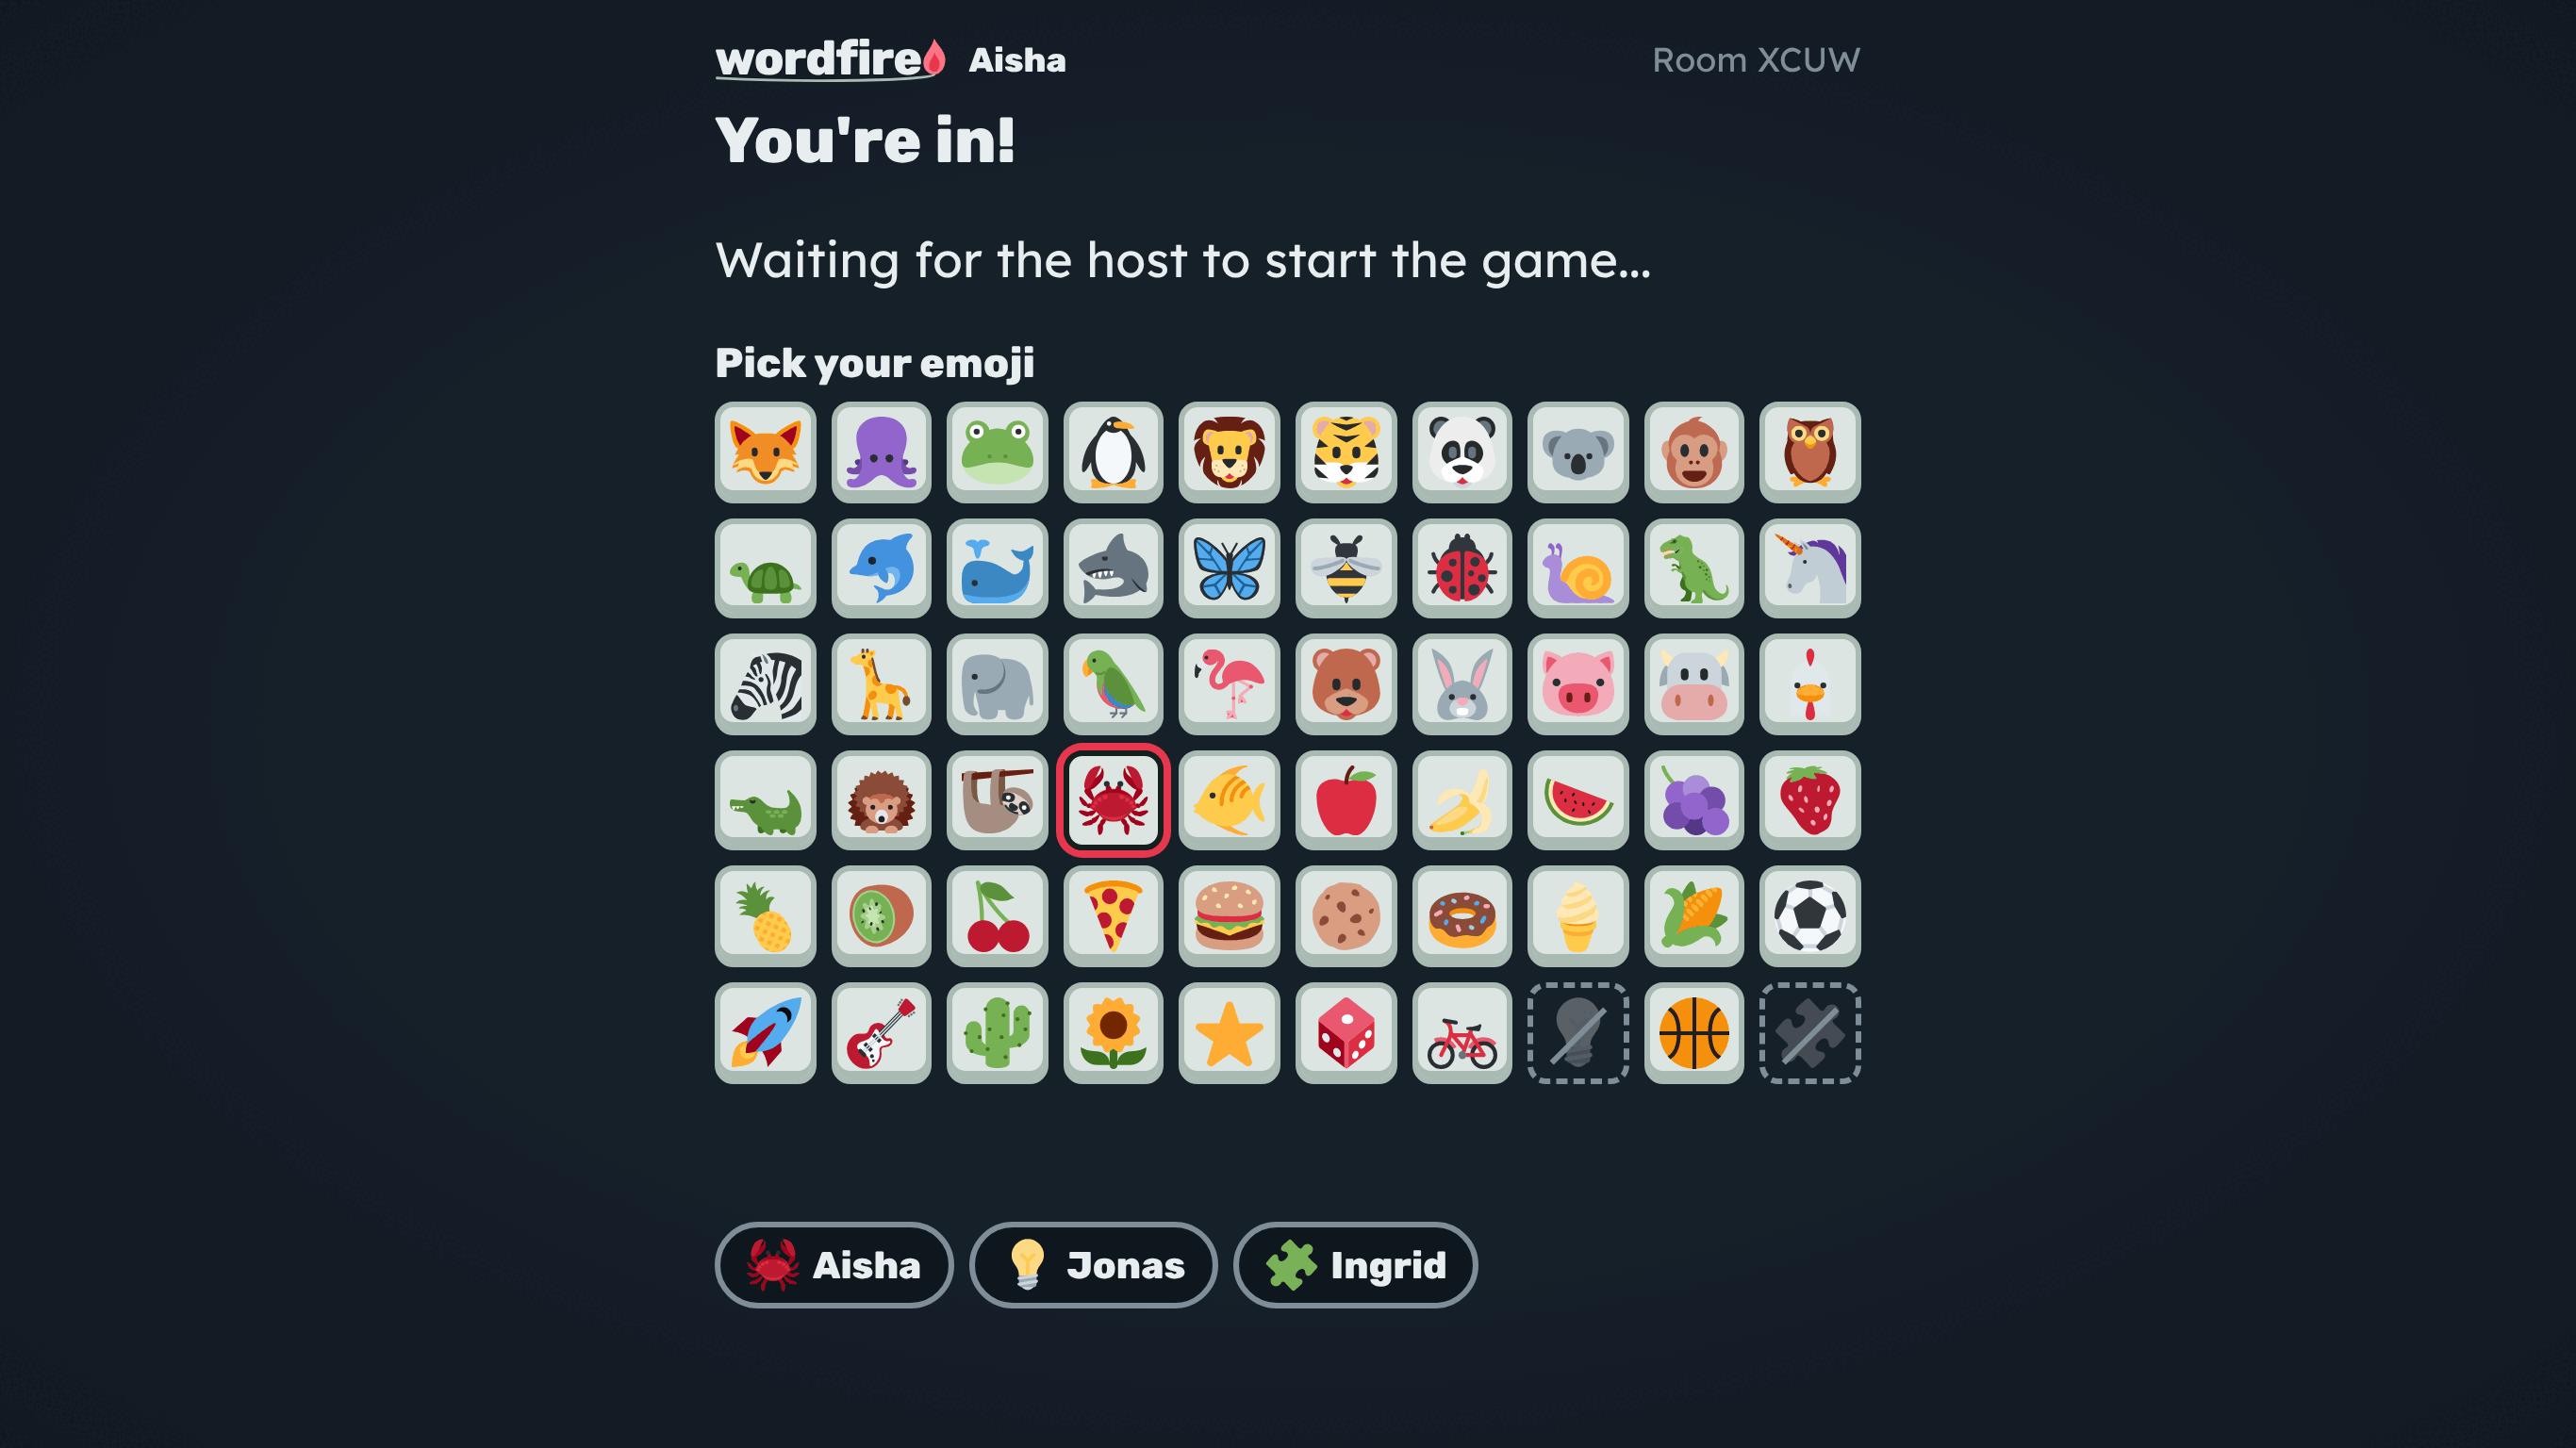 wordfire Aisha Room XCUW
You're in!
Waiting for the host to start the game...
Pick your emoji
Aisha Jonas Ingrid